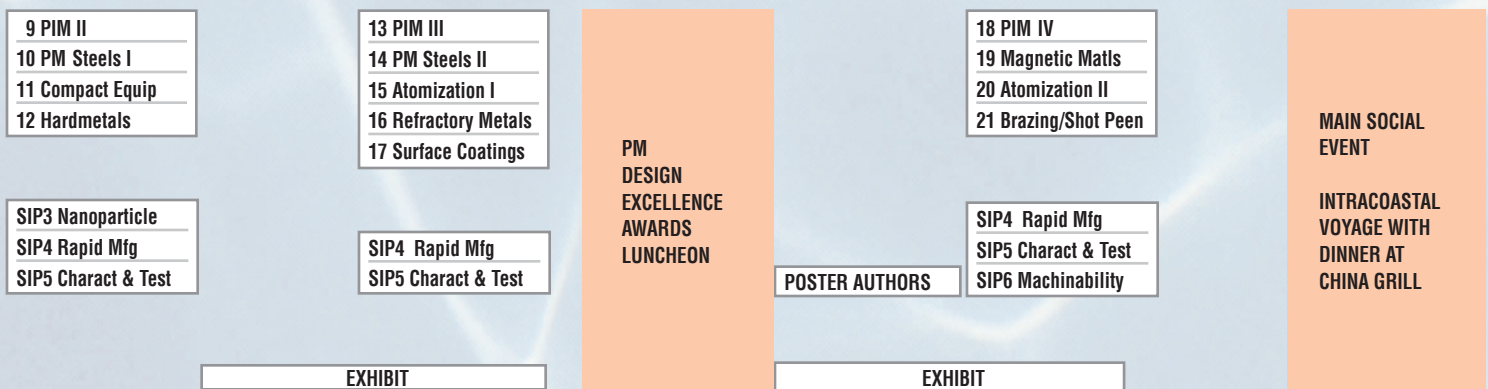 9 PIM II
10 PM Steels I
11 Compact Equip
12 Hardmetals
SIP3 Nanoparticle
SIP4 Rapid Mfg
SIP5 Charact & Test
13 PIM III
14 PM Steels II
15 Atomization I
16 Refractory Metals
17 Surface Coatings
SIP4 Rapid Mfg
SIP5 Charact & Test
EXHIBIT
PM
DESIGN
EXCELLENCE
AWARDS
LUNCHEON
POSTER AUTHORS
18 PIM IV
19 Magnetic Matls
20 Atomization II
21 Brazing/Shot Peen
SIP4 Rapid Mfg
SIP5 Charact & Test
SIP6 Machinability
EXHIBIT
MAIN SOCIAL
EVENT
INTRACOASTAL
VOYAGE WITH
DINNER AT
CHINA GRILL